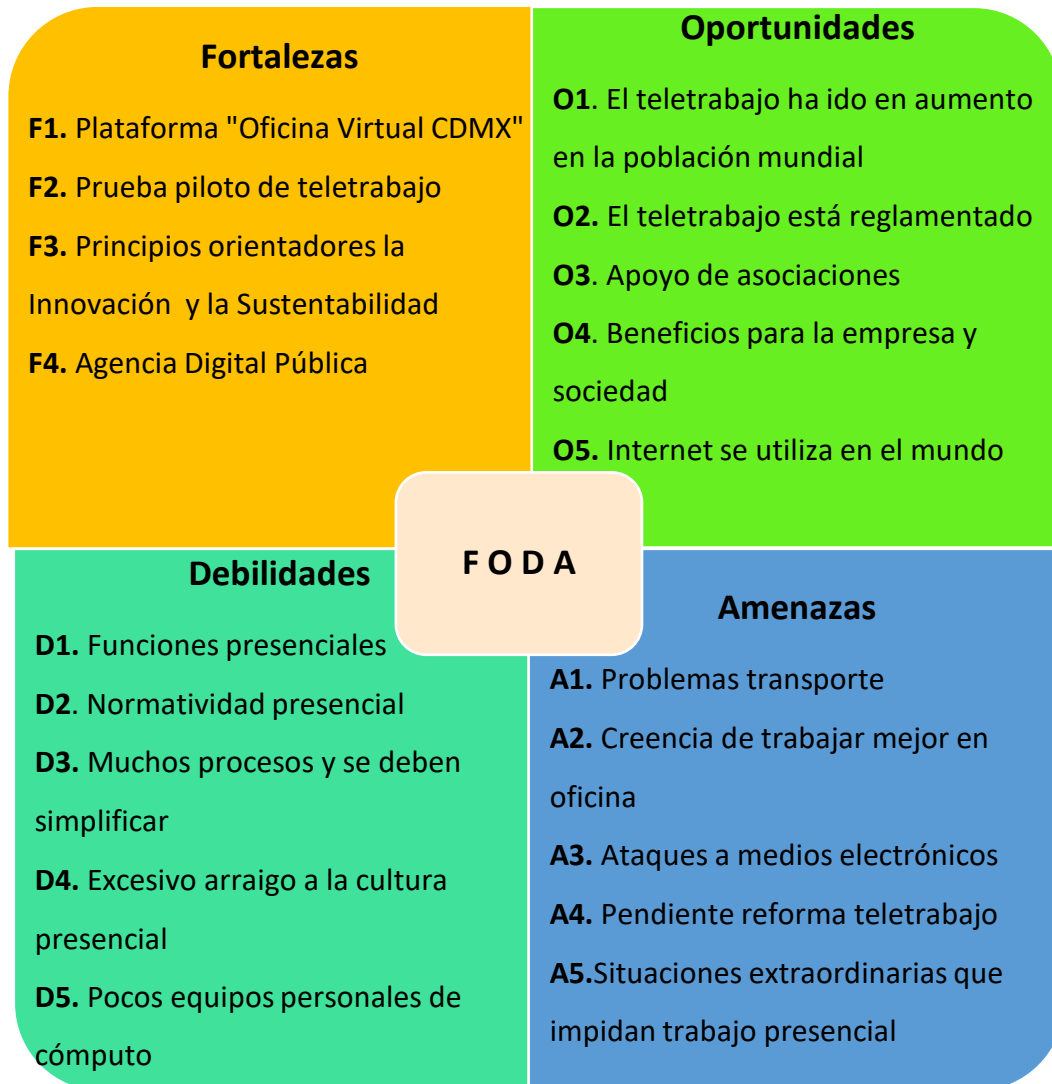 Fortalezas
F1. Plataforma "Oficina Virtual CDMX"
F2. Prueba piloto de teletrabajo
F3. Principios orientadores la
Innovación  y la Sustentabilidad
F4. Agencia Digital Pública
Oportunidades
O1. El teletrabajo ha ido en aumento
en la población mundial
O2. El teletrabajo está reglamentado
O3. Apoyo de asociaciones
O4. Beneficios para la empresa y
sociedad
O5. Internet se utiliza en el mundo
F O D A
Debilidades
D1. Funciones presenciales
D2. Normatividad presencial
D3. Muchos procesos y se deben
simplificar
D4. Excesivo arraigo a la cultura
presencial
D5. Pocos equipos personales de
cómputo
Amenazas
A1. Problemas transporte
A2. Creencia de trabajar mejor en
oficina
A3. Ataques a medios electrónicos
A4. Pendiente reforma teletrabajo
A5.Situaciones extraordinarias que
impidan trabajo presencial